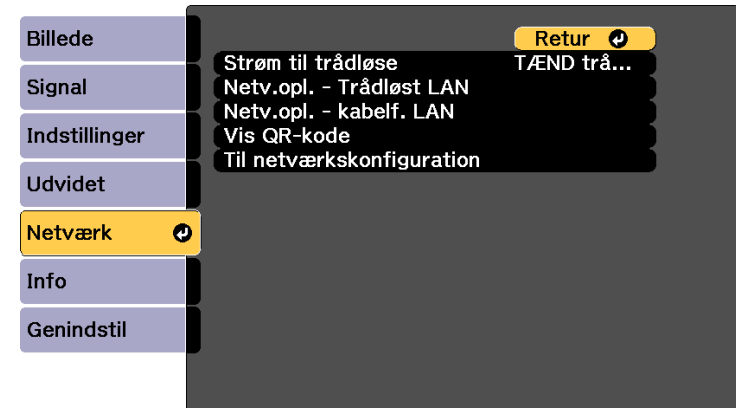 Billede
Signal
Indstillinger
Udvidet
Netværk
Info
Genindstil
Retur
Strøm til trådløse TÆND trå...
Netv.opl. - Trådløst LAN
Netv.opl. - kabelf. LAN
Vis QR-kode
Til netværkskonfiguration